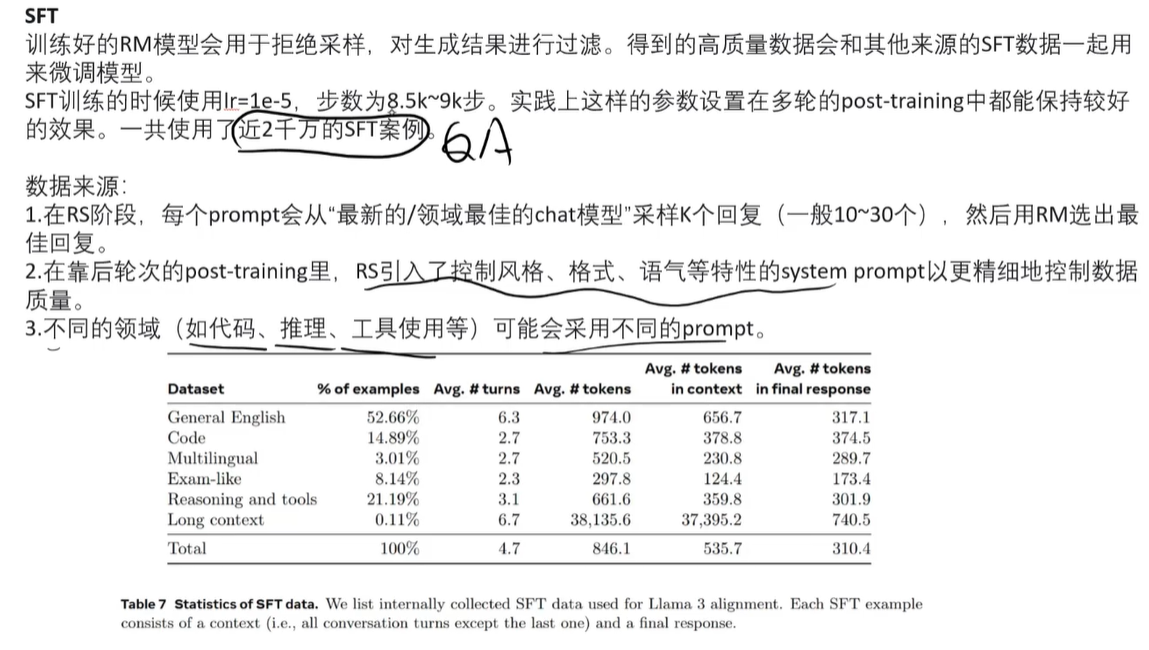 SFT
训练好的RM模型会用于拒绝采样，对生成结果进行过滤。得到的高质量数据会和其他来源的SFT数据一起用
来微调模型。
SFT训练的时候使用lr=1e-5，步数为8.5k~9k步。实践上这样的参数设置在多轮的post-training中都能保持较好
的效果。一共使用了近2千万的SFT案例。 QA
数据来源：
1.在RS阶段，每个prompt会从“最新的/领域最佳的chat模型”采样K个回复（一般10~30个），然后用RM选出最
佳回复。
2.在靠后轮次的post-training里，RS引入了控制风格、格式、语气等特性的system prompt以更精细地控制数据
质量。
3.不同的领域（如代码、推理、工具使用等）可能会采用不同的prompt。
Avg. # tokens Avg. # tokens
Dataset % of examples Avg. # turns Avg. # tokens in context in final response
General English 52.66% 6.3 974.0 656.7 317.1
Code 14.89% 2.7 753.3 378.8 374.5
Multilingual 3.01% 2.7 520.5 230.8 289.7
Exam-like 8.14% 2.3 297.8 124.4 173.4
Reasoning and tools 21.19% 3.1 661.6 359.8 301.9
Long context 0.11% 6.7 38,135.6 37,395.2 740.5
Total 100% 4.7 846.1 535.7 310.4
Table 7 Statistics of SFT data. We list internally collected SFT data used for Llama 3 alignment. Each SFT example
consists of a context (i.e., all conversation turns except the last one) and a final response.